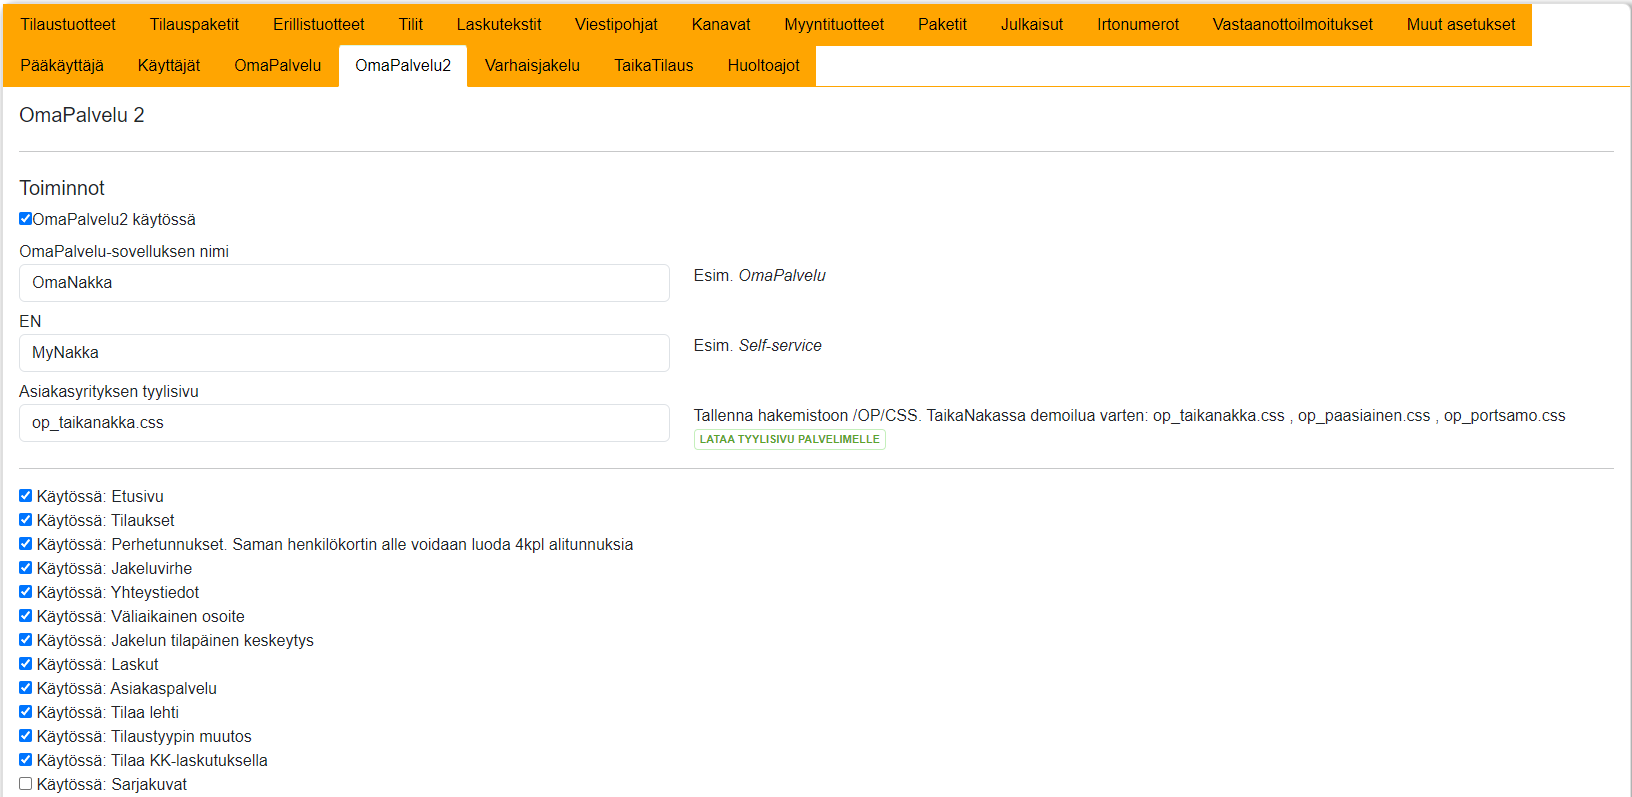 Tilaustuotteet Tilauspaketit Erillistuotteet Tilit Laskutekstit Viestipohjat Kanavat Myyntituotteet Paketit Julkaisut Irtonumerot Vastaanottoilmoitukset Muut asetukset
Pääkäyttäjä Käyttäjät OmaPalvelu OmaPalvelu2 Varhaisjakelu TaikaTilaus Huoltoajot
OmaPalvelu 2
Toiminnot
OmaPalvelu2 käytössä
OmaPalvelu-sovelluksen nimi
OmaNakka Esim. OmaPalvelu
EN
MyNakka Esim. Self-service
Asiakasyrityksen tyylisivu
op_taikanakka.css Tallenna hakemistoon /OP/CSS. TaikaNakassa demoilua varten: op_taikanakka.css , op_paasiainen.css , op_portsamo.css
LATAA TYYLISIVU PALVELIMELLE
Käytössä: Etusivu
Käytössä: Tilaukset
Käytössä: Perhetunnukset. Saman henkilökortin alle voidaan luoda 4kpl alitunnuksia
Käytössä: Jakeluvirhe
Käytössä: Yhteystiedot
Käytössä: Väliaikainen osoite
Käytössä: Jakelun tilapäinen keskeytys
Käytössä: Laskut
Käytössä: Asiakaspalvelu
Käytössä: Tilaa lehti
Käytössä: Tilaustyypin muutos
Käytössä: Tilaa KK-laskutuksella
Käytössä: Sarjakuvat